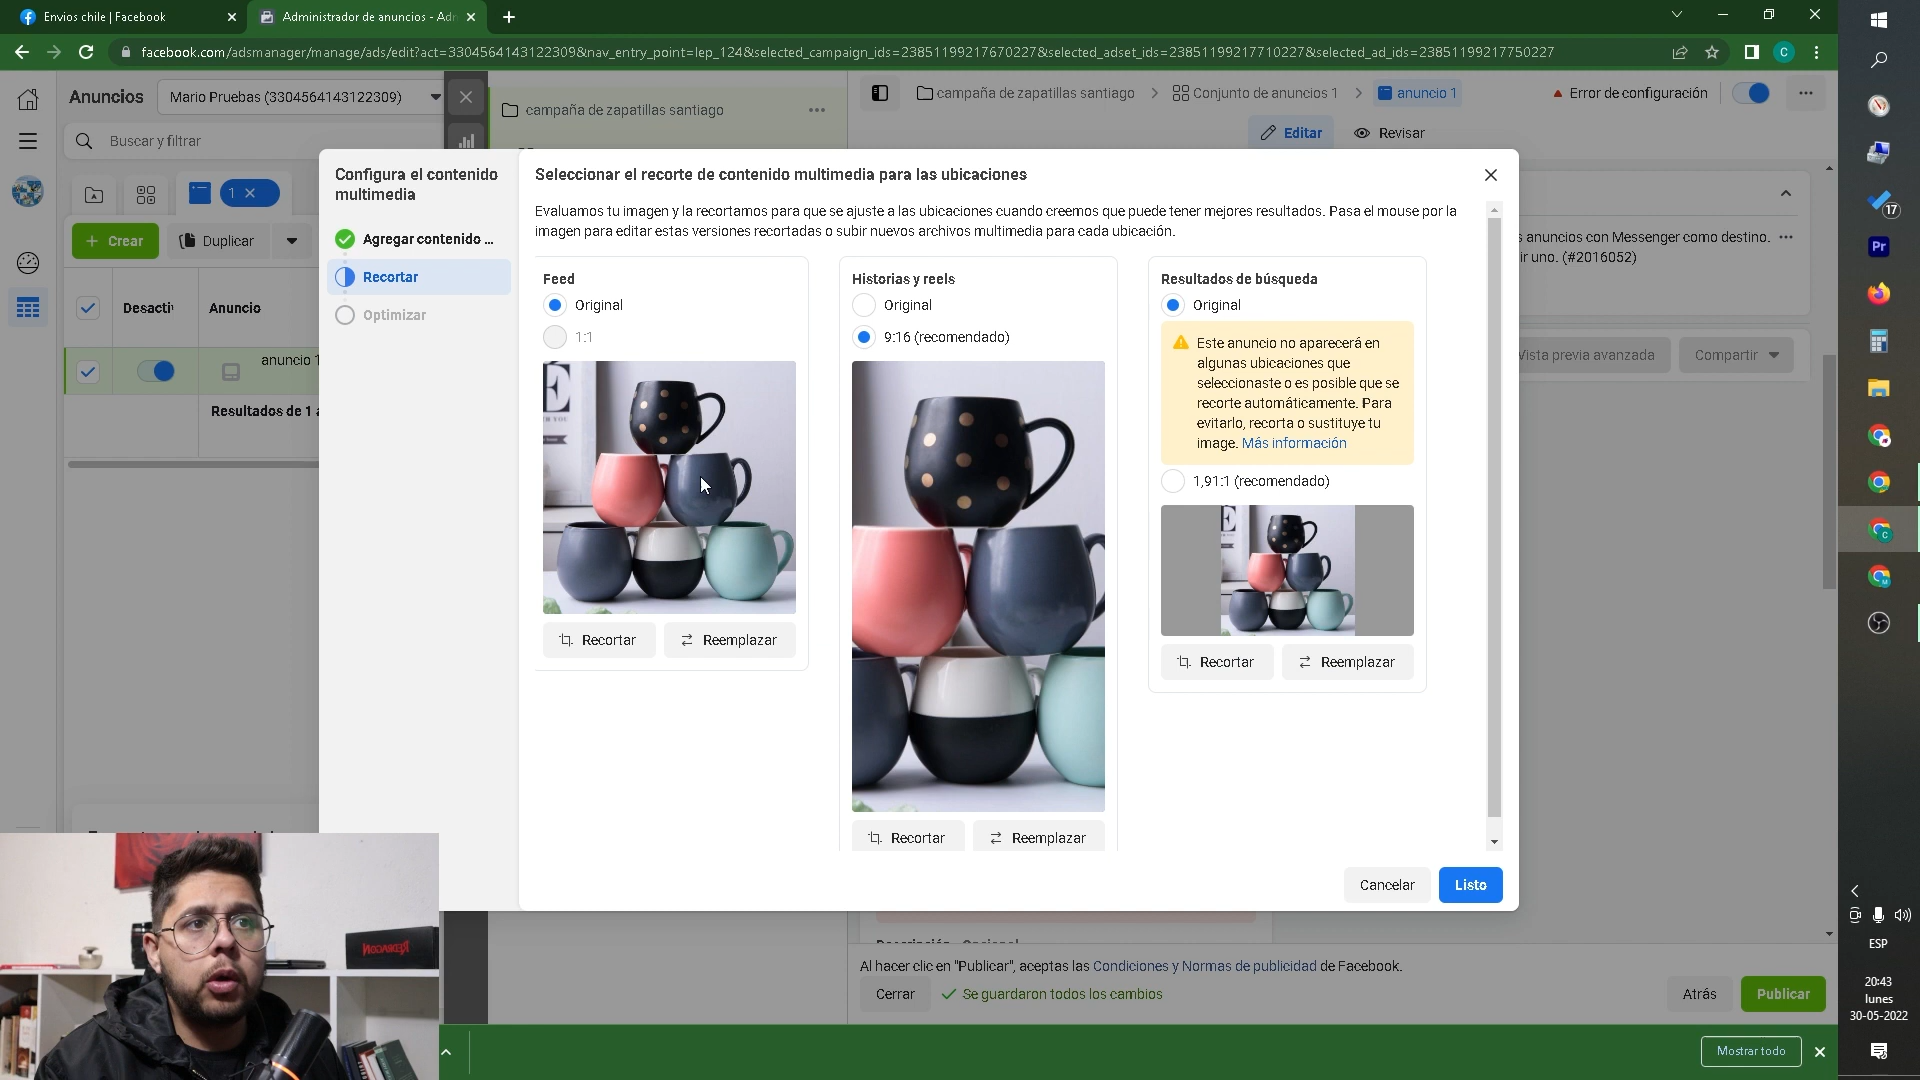 Envios chile | Facebook
Administrador de anuncios - Adm
facebook.com/adsmanager/manage/ads/edit?act=3304564143122309&nav_entry_point=lep_124&selected_campaign_ids=23851199217670227&selected_adset_ids=23851199217710227&selected_ad_ids=23851199217750227
C
Anuncios
Mario Pruebas (3304564143122309)
campaña de zapatillas santiago
campaña de zapatillas santiago
Conjunto de anuncios 1
anuncio 1
Error de configuración
Buscar y filtrar
Editar
Revisar
1
Crear
Duplicar
Desacti
Anuncio
anuncio 1
Resultados de 1 a
Configura el contenido
multimedia
Agregar contenido ...
Recortar
Optimizar
Seleccionar el recorte de contenido multimedia para las ubicaciones
Evaluamos tu imagen y la recortamos para que se ajuste a las ubicaciones cuando creemos que puede tener mejores resultados. Pasa el mouse por la
imagen para editar estas versiones recortadas o subir nuevos archivos multimedia para cada ubicación.
Feed
Original
1:1
Recortar
Reemplazar
Historias y reels
Original
9:16 (recomendado)
Recortar
Reemplazar
Resultados de búsqueda
Original
Este anuncio no aparecerá en
algunas ubicaciones que
seleccionaste o es posible que se
recorte automáticamente. Para
evitarlo, recorta o sustituye tu
image. Más información
1,91:1 (recomendado)
Recortar
Reemplazar
Cancelar
Listo
s anuncios con Messenger como destino.
ir uno. (#2016052)
Vista previa avanzada
Compartir
Descripción · Opcional
Al hacer clic en "Publicar", aceptas las Condiciones y Normas de publicidad de Facebook.
Cerrar
Se guardaron todos los cambios
Atrás
Publicar
Mostrar todo
17
Pr
ESP
20:43
lunes
30-05-2022